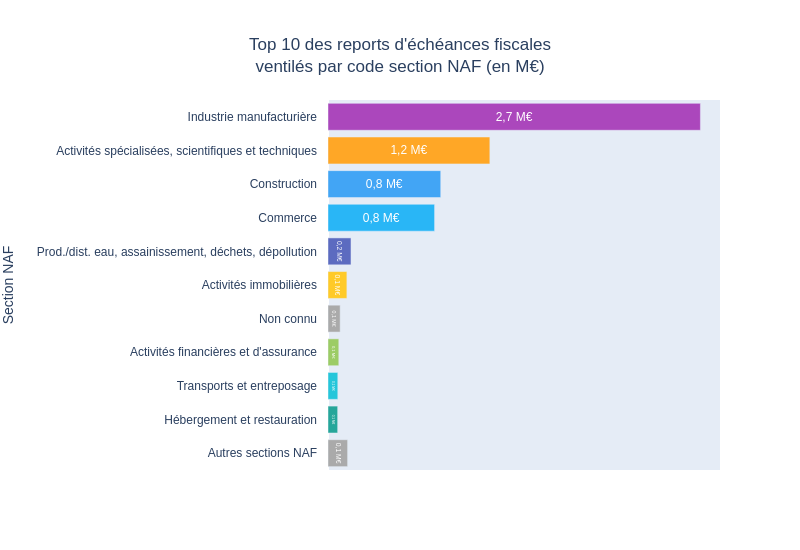 Top 10 des reports d'échéances fiscales
ventilés par code section NAF (en M€)
Section NAF
Industrie manufacturière 2,7 M€
Activités spécialisées, scientifiques et techniques 1,2 M€
Construction 0,8 M€
Commerce 0,8 M€
Prod./dist. eau, assainissement, déchets, dépollution 0,2 M€
Activités immobilières 0,1 M€
Non connu 0,1 M€
Activités financières et d'assurance
Transports et entreposage
Hébergement et restauration
Autres sections NAF 0,1 M€